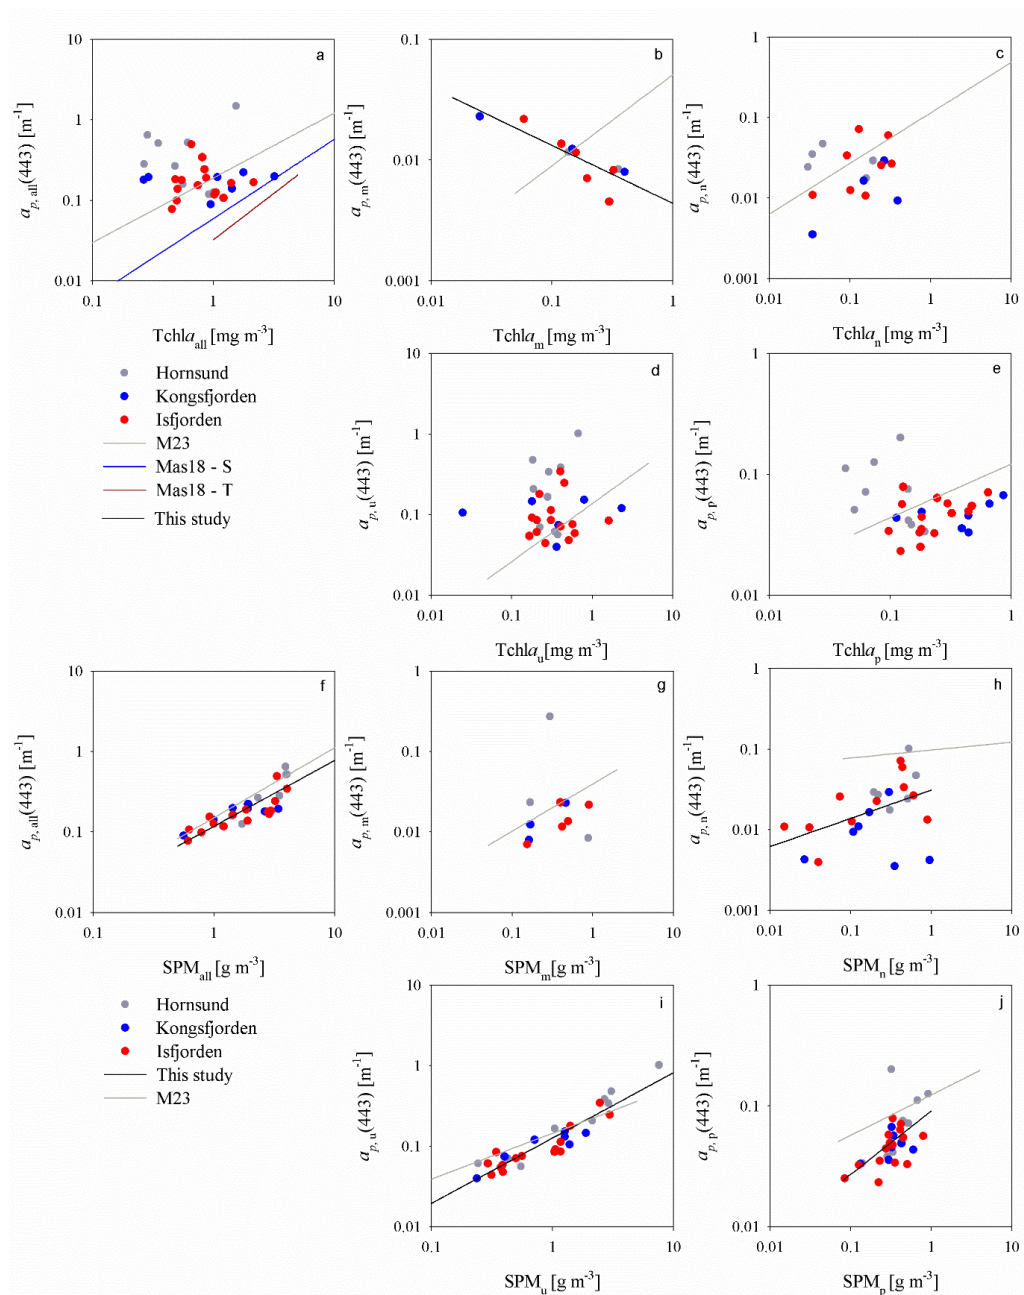 a
a_p, all(443) [m⁻¹]
10
1
0.1
0.01
0.1 1 10
Tchla_all [mg m⁻³]
b
a_p, m(443) [m⁻¹]
0.1
0.01
0.001
0.01 0.1 1
Tchla_m [mg m⁻³]
c
a_p, n(443) [m⁻¹]
1
0.1
0.01
0.001
0.01 0.1 1 10
Tchla_n [mg m⁻³]
Hornsund
Kongsfjorden
Isfjorden
M23
Mas18 - S
Mas18 - T
This study
d
a_p, u(443) [m⁻¹]
10
1
0.1
0.01
0.01 0.1 1 10
Tchla_u[mg m⁻³]
e
a_p, p(443) [m⁻¹]
1
0.1
0.01
0.01 0.1 1
Tchla_p [mg m⁻³]
f
a_p, all(443) [m⁻¹]
10
1
0.1
0.01
0.1 1 10
SPM_all [g m⁻³]
g
a_p, m(443) [m⁻¹]
1
0.1
0.01
0.001
0.01 0.1 1 10
SPM_m [g m⁻³]
h
a_p, n(443) [m⁻¹]
1
0.1
0.01
0.001
0.01 0.1 1 10
SPM_n [g m⁻³]
Hornsund
Kongsfjorden
Isfjorden
This study
M23
i
a_p, u(443) [m⁻¹]
10
1
0.1
0.01
0.1 1 10
SPM_u [g m⁻³]
j
a_p, p(443) [m⁻¹]
1
0.1
0.01
0.01 0.1 1 10
SPM_p [g m⁻³]